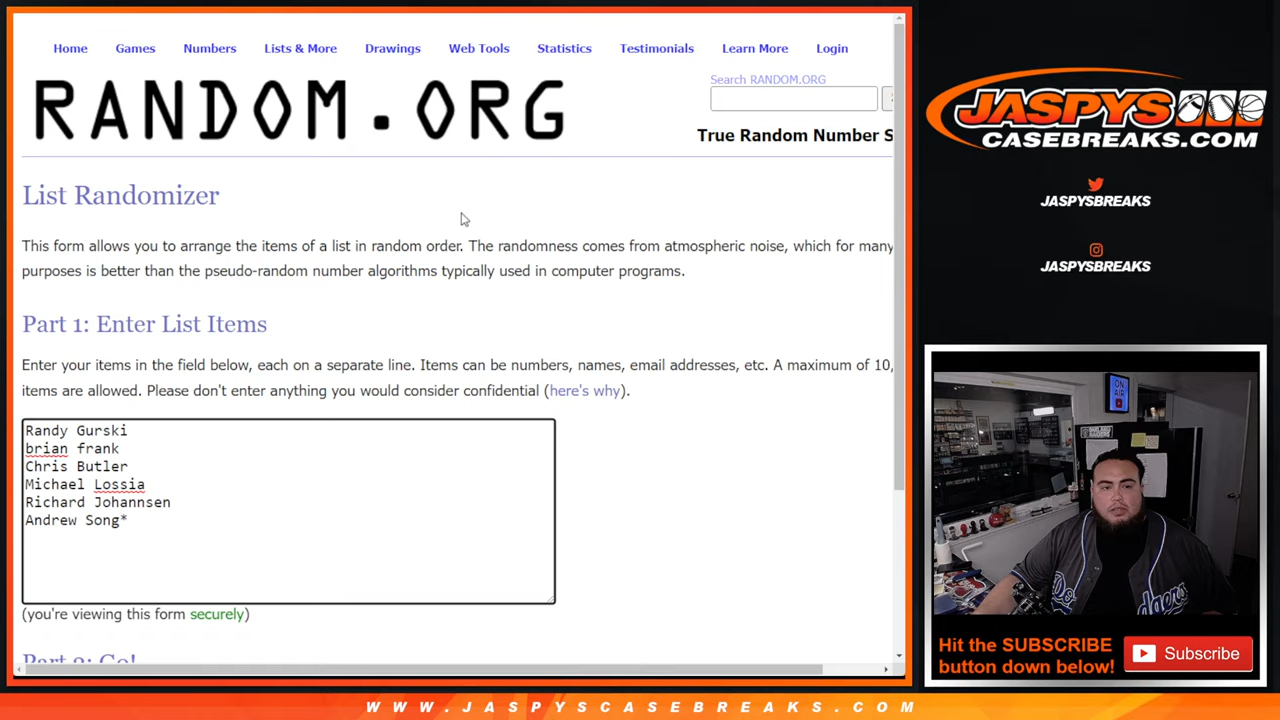 Home Games Numbers Lists & More Drawings Web Tools Statistics Testimonials Learn More Login
Search RANDOM.ORG
RANDOM.ORG
True Random Number S
List Randomizer
This form allows you to arrange the items of a list in random order. The randomness comes from atmospheric noise, which for many
purposes is better than the pseudo-random number algorithms typically used in computer programs.
Part 1: Enter List Items
Enter your items in the field below, each on a separate line. Items can be numbers, names, email addresses, etc. A maximum of 10,
items are allowed. Please don't enter anything you would consider confidential (here's why).
Randy Gurski
brian frank
Chris Butler
Michael Lossia
Richard Johannsen
Andrew Song*
(you're viewing this form securely)
Part 2: Go!
JASPYS
CASEBREAKS.COM
JASPYSBREAKS
JASPYSBREAKS
ON
AIR
Dodgers
Hit the SUBSCRIBE
button down below!
Subscribe
WWW.JASPYSCASEBREAKS.COM